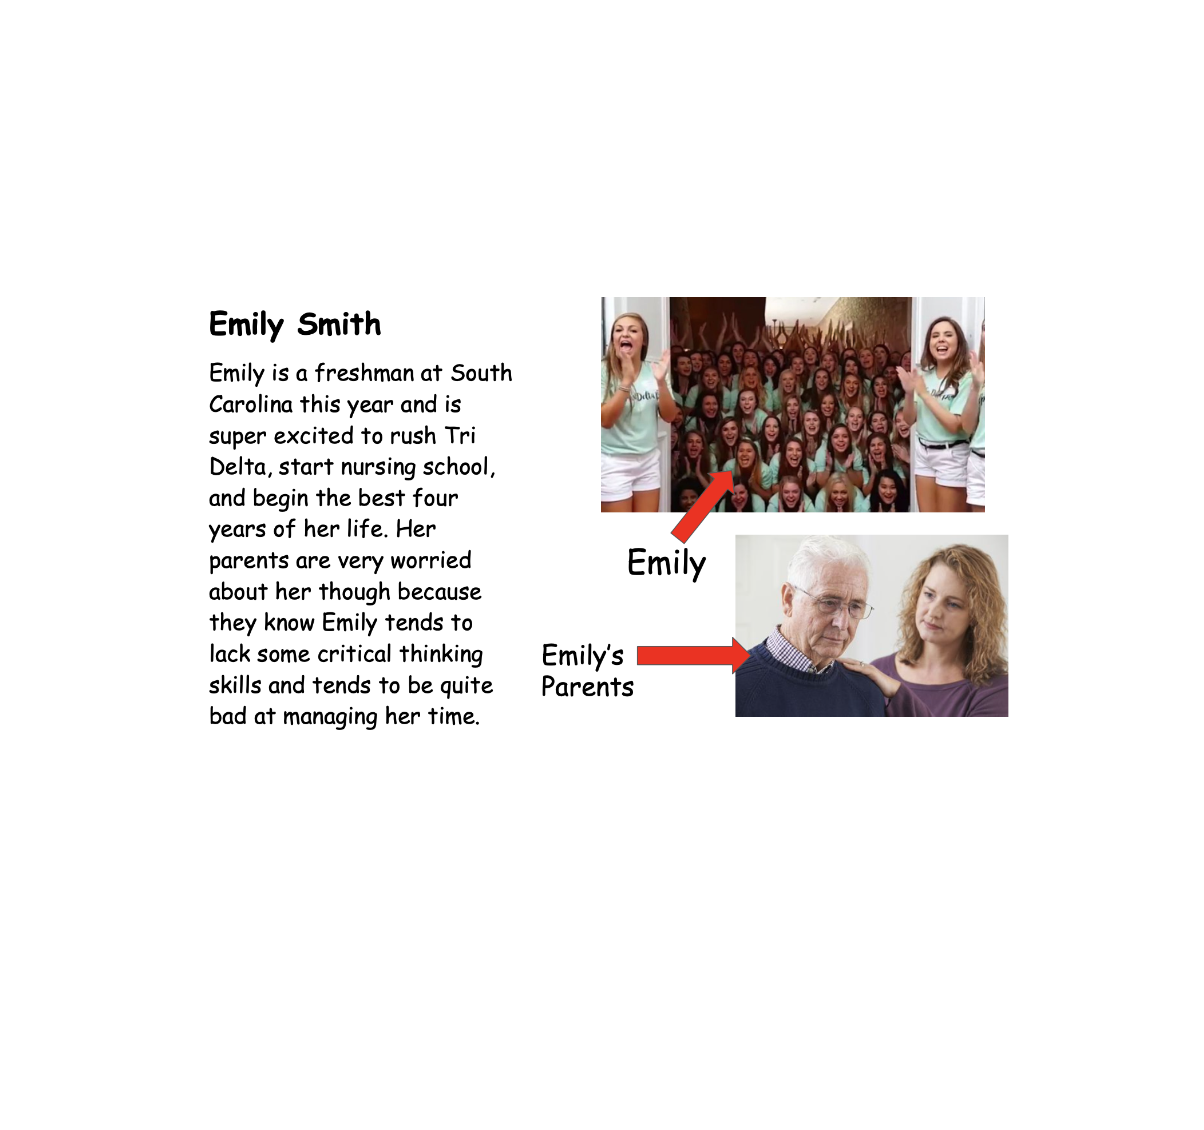 Emily Smith
Emily is a freshman at South
Carolina this year and is
super excited to rush Tri
Delta, start nursing school,
and begin the best four
years of her life. Her
parents are very worried
about her though because
they know Emily tends to
lack some critical thinking
skills and tends to be quite
bad at managing her time.
Emily
Emily's
Parents